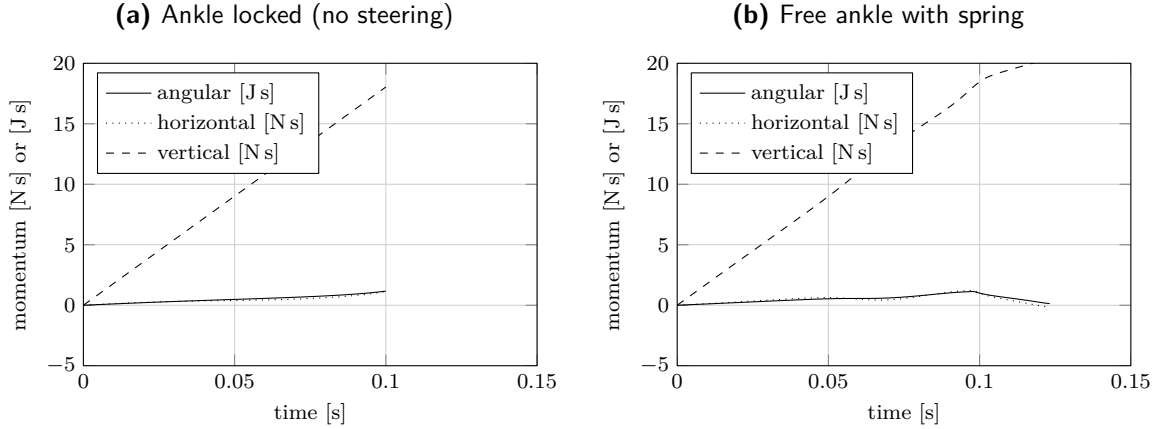 (a) Ankle locked (no steering)
20
15
10
5
0
−5
0
0.05
0.1
0.15
time [s]
momentum [N s] or [J s]
angular [J s]
horizontal [N s]
vertical [N s]
(b) Free ankle with spring
20
15
10
5
0
−5
0
0.05
0.1
0.15
time [s]
momentum [N s] or [J s]
angular [J s]
horizontal [N s]
vertical [N s]